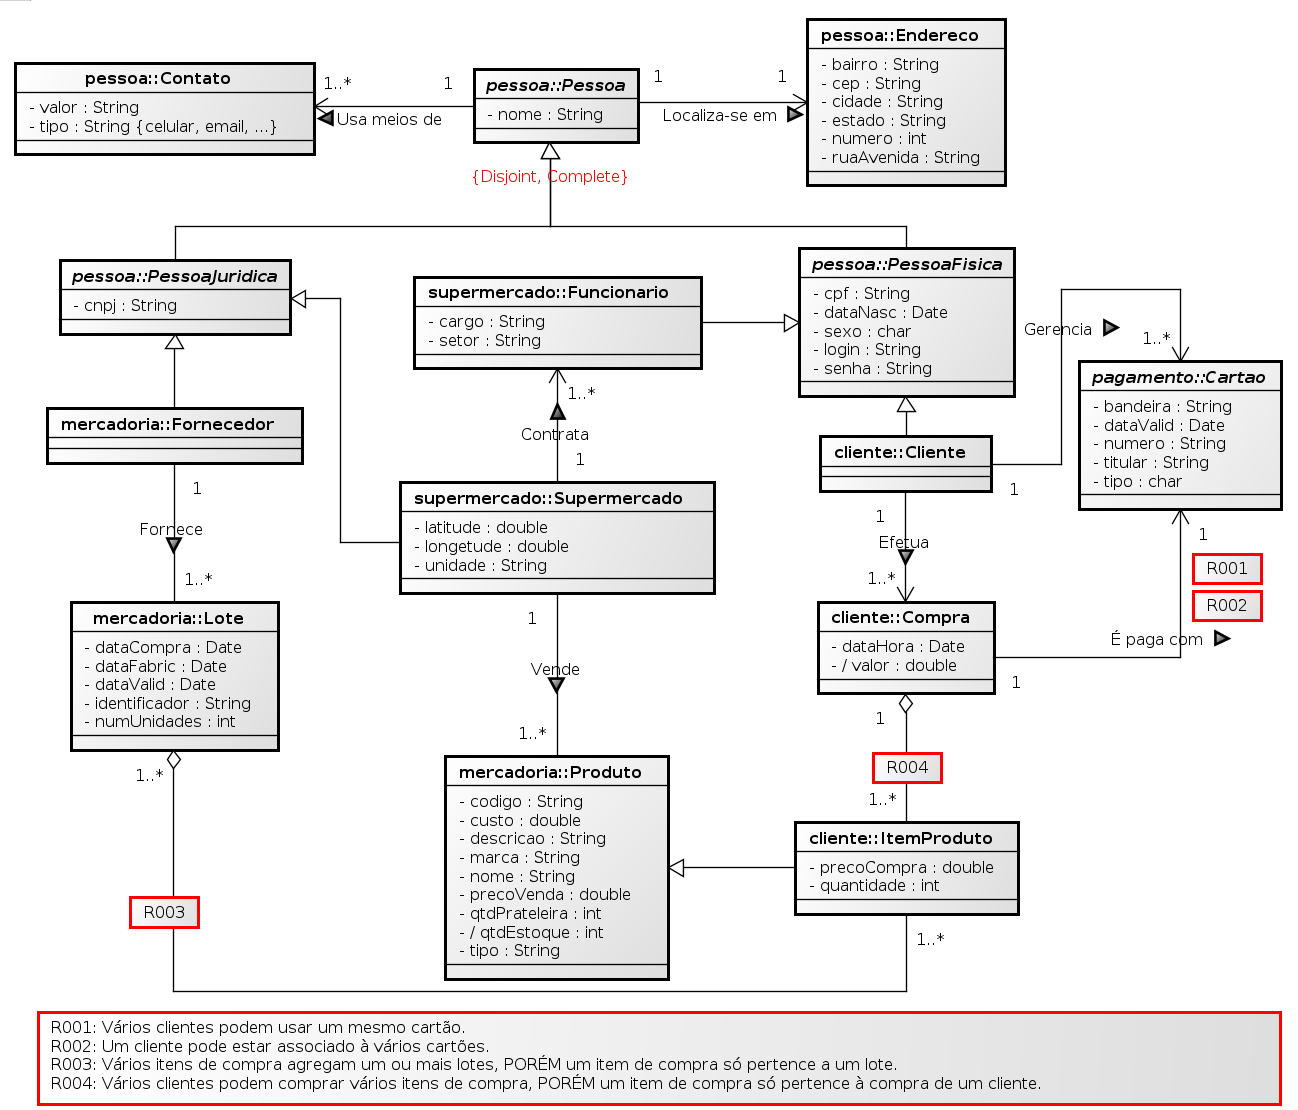 pessoa::Contato
- valor : String
- tipo : String {celular, email, ...}
1..*
1
Usa meios de
pessoa::Pessoa
- nome : String
1
1
Localiza-se em
pessoa::Endereco
- bairro : String
- cep : String
- cidade : String
- estado : String
- numero : int
- ruaAvenida : String
{Disjoint, Complete}
pessoa::PessoaJuridica
- cnpj : String
supermercado::Funcionario
- cargo : String
- setor : String
pessoa::PessoaFisica
- cpf : String
- dataNasc : Date
- sexo : char
- login : String
- senha : String
Gerencia
1..*
pagamento::Cartao
- bandeira : String
- dataValid : Date
- numero : String
- titular : String
- tipo : char
mercadoria::Fornecedor
1..*
Contrata
1
cliente::Cliente
1
1
Fornece
1..*
supermercado::Supermercado
- latitude : double
- longetude : double
- unidade : String
1
Efetua
1..*
1
R001
R002
É paga com
1
mercadoria::Lote
- dataCompra : Date
- dataFabric : Date
- dataValid : Date
- identificador : String
- numUnidades : int
1..*
1
Vende
1..*
cliente::Compra
- dataHora : Date
- / valor : double
1
R004
1..*
mercadoria::Produto
- codigo : String
- custo : double
- descricao : String
- marca : String
- nome : String
- precoVenda : double
- qtdPrateleira : int
- / qtdEstoque : int
- tipo : String
cliente::ItemProduto
- precoCompra : double
- quantidade : int
1..*
R003
R001: Vários clientes podem usar um mesmo cartão.
R002: Um cliente pode estar associado à vários cartões.
R003: Vários itens de compra agregam um ou mais lotes, PORÉM um item de compra só pertence a um lote.
R004: Vários clientes podem comprar vários itens de compra, PORÉM um item de compra só pertence à compra de um cliente.